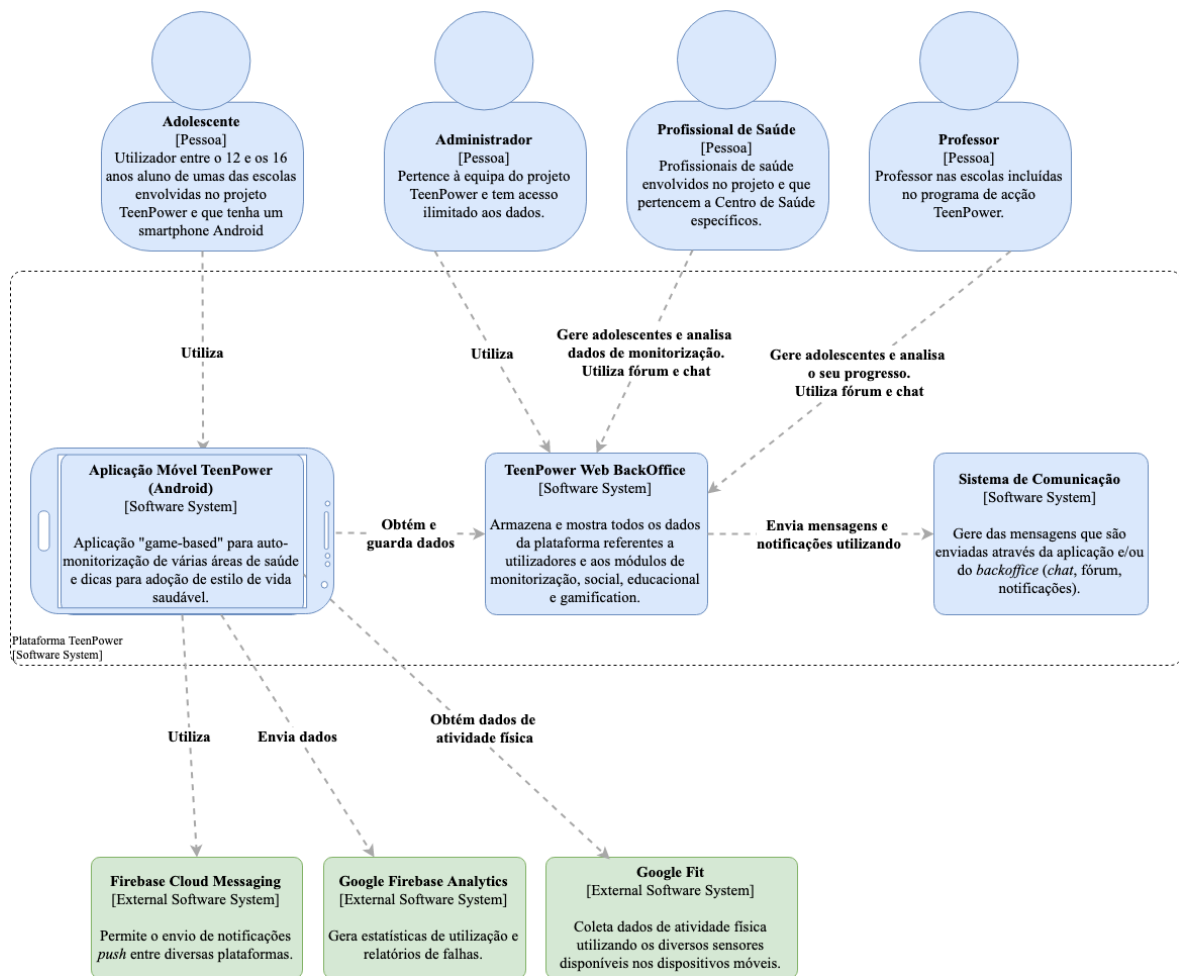 Adolescente
[Pessoa]
Utilizador entre o 12 e os 16
anos aluno de umas das escolas
envolvidas no projeto
TeenPower e que tenha um
smartphone Android
Administrador
[Pessoa]
Pertence à equipa do projeto
TeenPower e tem acesso
ilimitado aos dados.
Profissional de Saúde
[Pessoa]
Profissionais de saúde
envolvidos no projeto e que
pertencem a Centro de Saúde
específicos.
Professor
[Pessoa]
Professor nas escolas incluídas
no programa de acção
TeenPower.
Utiliza
Utiliza
Gere adolescentes e analisa
dados de monitorização.
Utiliza fórum e chat
Gere adolescentes e analisa
o seu progresso.
Utiliza fórum e chat
Aplicação Móvel TeenPower
(Android)
[Software System]
Aplicação "game-based" para auto-
monitorização de várias áreas de saúde
e dicas para adoção de estilo de vida
saudável.
Obtém e
guarda dados
TeenPower Web BackOffice
[Software System]
Armazena e mostra todos os dados
da plataforma referentes a
utilizadores e aos módulos de
monitorização, social, educacional
e gamification.
Envia mensagens e
notificações utilizando
Sistema de Comunicação
[Software System]
Gere das mensagens que são
enviadas através da aplicação e/ou
do backoffice (chat, fórum,
notificações).
Plataforma TeenPower
[Software System]
Utiliza
Envia dados
Obtém dados de
atividade física
Firebase Cloud Messaging
[External Software System]
Permite o envio de notificações
push entre diversas plataformas.
Google Firebase Analytics
[External Software System]
Gera estatísticas de utilização e
relatórios de falhas.
Google Fit
[External Software System]
Coleta dados de atividade física
utilizando os diversos sensores
disponíveis nos dispositivos móveis.